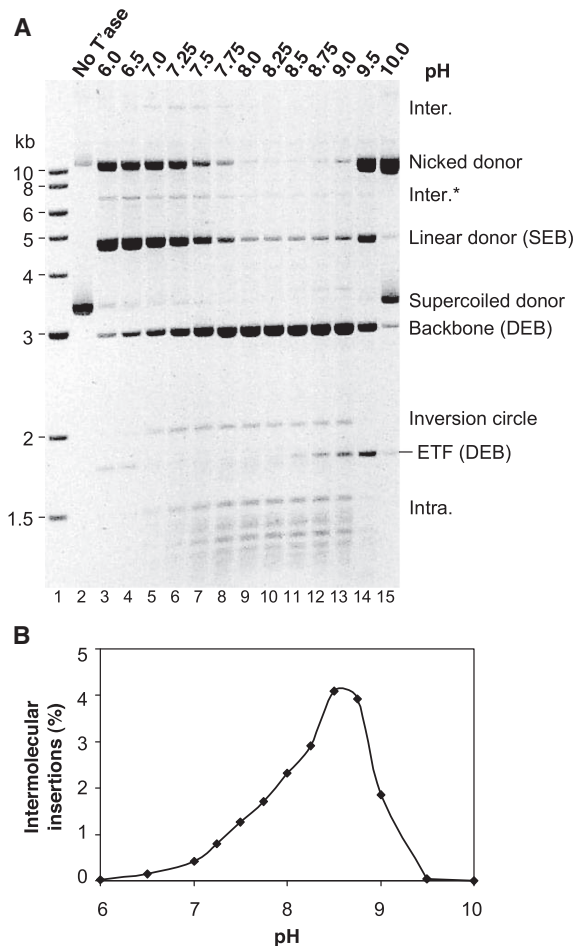 A
No T'ase 6.0 6.5 7.0 7.25 7.5 7.75 8.0 8.25 8.5 8.75 9.0 9.5 10.0 pH
kb
Inter.
10 Nicked donor
8 Inter.*
6
5 Linear donor (SEB)
4
Supercoiled donor
3 Backbone (DEB)
Inversion circle
2
ETF (DEB)
1.5 Intra.
1 2 3 4 5 6 7 8 9 10 11 12 13 14 15
B
Intermolecular
insertions (%)
5
4
3
2
1
0
6 7 8 9 10
pH